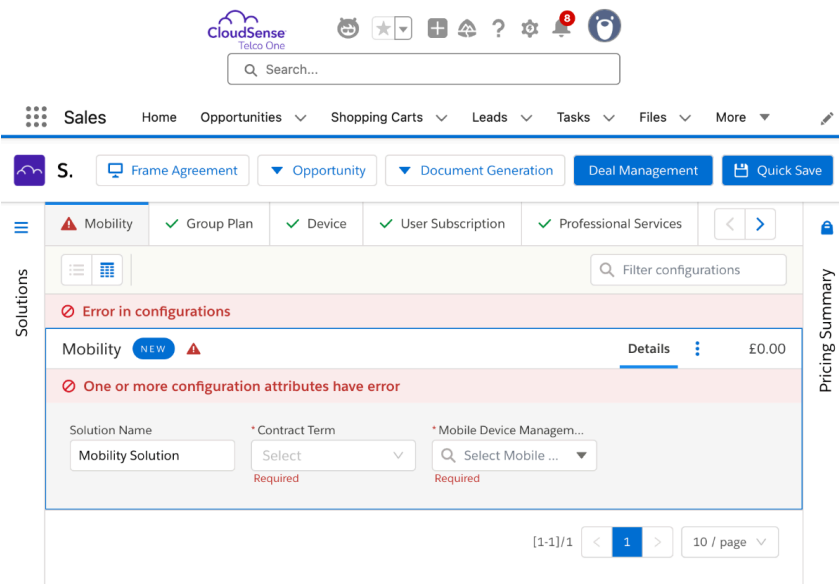 CloudSense
Telco One
8
Search...
Sales Home Opportunities Shopping Carts Leads Tasks Files More
S. Frame Agreement Opportunity Document Generation Deal Management Quick Save
Mobility Group Plan Device User Subscription Professional Services
Solutions
Filter configurations
Pricing Summary
Error in configurations
Mobility NEW Details £0.00
One or more configuration attributes have error
Solution Name *Contract Term *Mobile Device Managem...
Mobility Solution Select Select Mobile ...
Required Required
[1-1]/1 < 1 > 10 / page